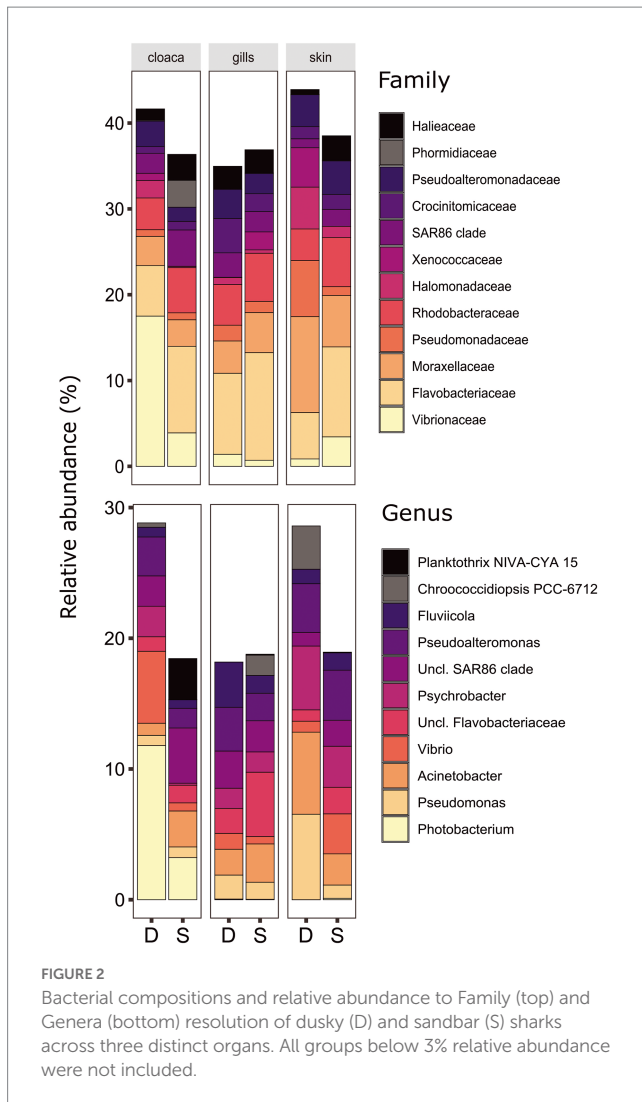 cloaca gills skin
Family
40
30
20
10
0
Halieaceae
Phormidiaceae
Pseudoalteromonadaceae
Crocinitomicaceae
SAR86 clade
Xenococcaceae
Halomonadaceae
Rhodobacteraceae
Pseudomonadaceae
Moraxellaceae
Flavobacteriaceae
Vibrionaceae
Relative abundance (%)
30
20
10
0
Genus
Planktothrix NIVA-CYA 15
Chroococcidiopsis PCC-6712
Fluviicola
Pseudoalteromonas
Uncl. SAR86 clade
Psychrobacter
Uncl. Flavobacteriaceae
Vibrio
Acinetobacter
Pseudomonas
Photobacterium
D S D S D S
FIGURE 2
Bacterial compositions and relative abundance to Family (top) and
Genera (bottom) resolution of dusky (D) and sandbar (S) sharks
across three distinct organs. All groups below 3% relative abundance
were not included.